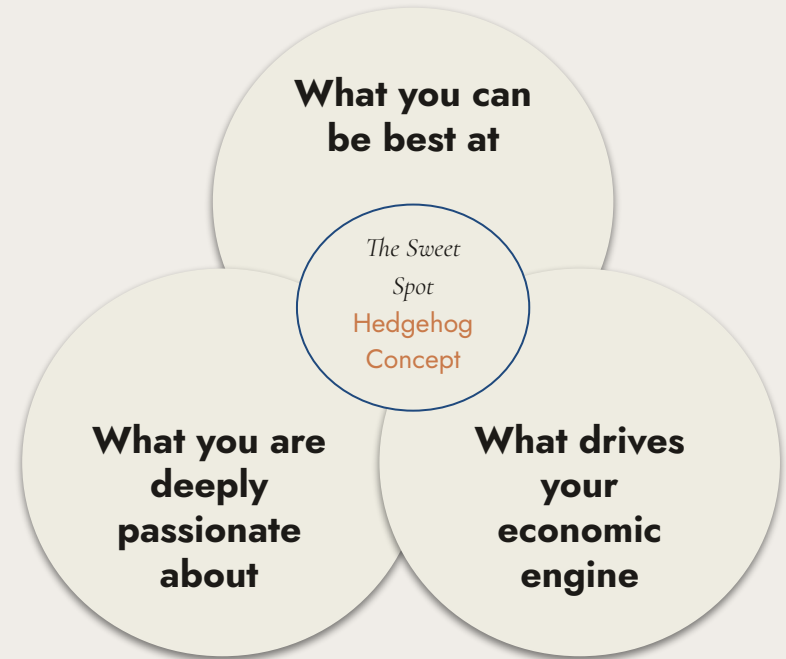 What you can
be best at
The Sweet
Spot
Hedgehog
Concept
What you are
deeply
passionate
about
What drives
your
economic
engine